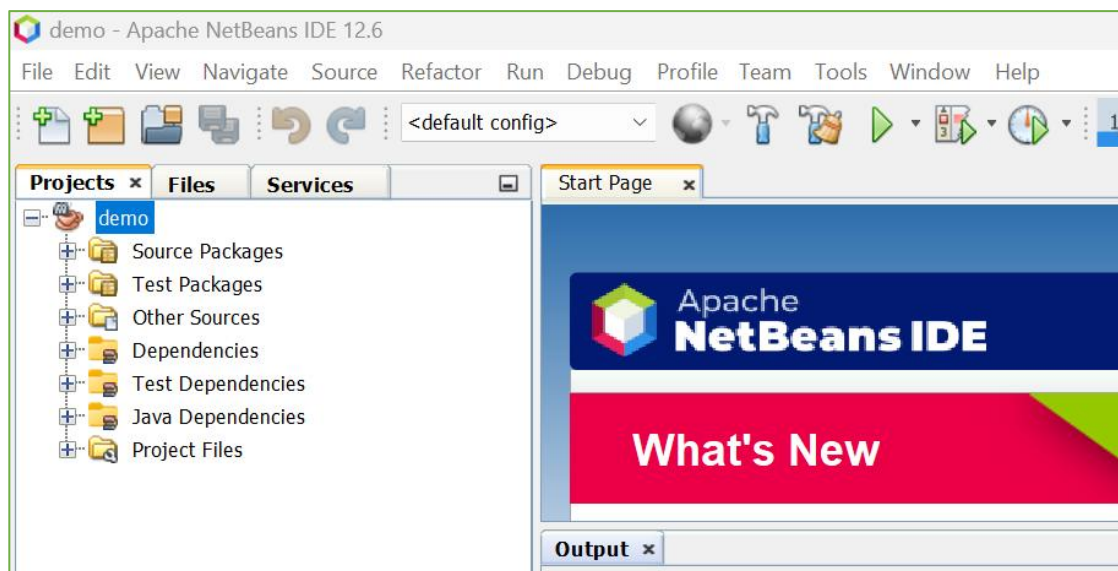 demo - Apache NetBeans IDE 12.6
File Edit View Navigate Source Refactor Run Debug Profile Team Tools Window Help
<default config>
Projects Files Services
Start Page
demo
Source Packages
Test Packages
Other Sources
Dependencies
Test Dependencies
Java Dependencies
Project Files
Apache
NetBeans IDE
What's New
Output